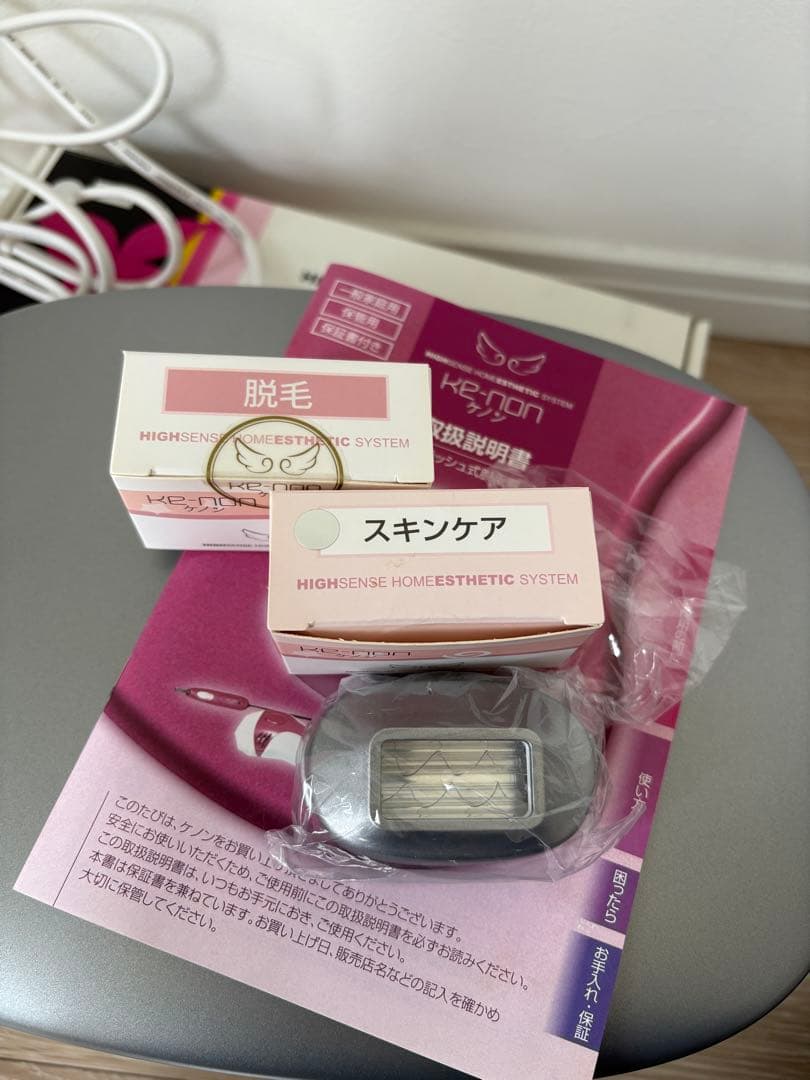 一般家庭用
保管用
保証書付き
HIGHSENSE HOMEESTHETIC SYSTEM
Ke-non
ケノン
取扱説明書
脱毛
HIGHSENSE HOMEESTHETIC SYSTEM
Ke-non
ケノン
スキンケア
HIGHSENSE HOMEESTHETIC SYSTEM
Ke-non
使い方
困ったら
お手入れ・保証
このたびは、ケノンをお買い上げ頂きましてありがとうございます。
安全にお使いいただくため、ご使用前にこの取扱説明書を必ずお読みください。
この取扱説明書は、いつもお手元におき、ご使用ください。
本書は保証書を兼ねています。お買い上げ日、販売店名などの記入を確かめ
大切に保管してください。